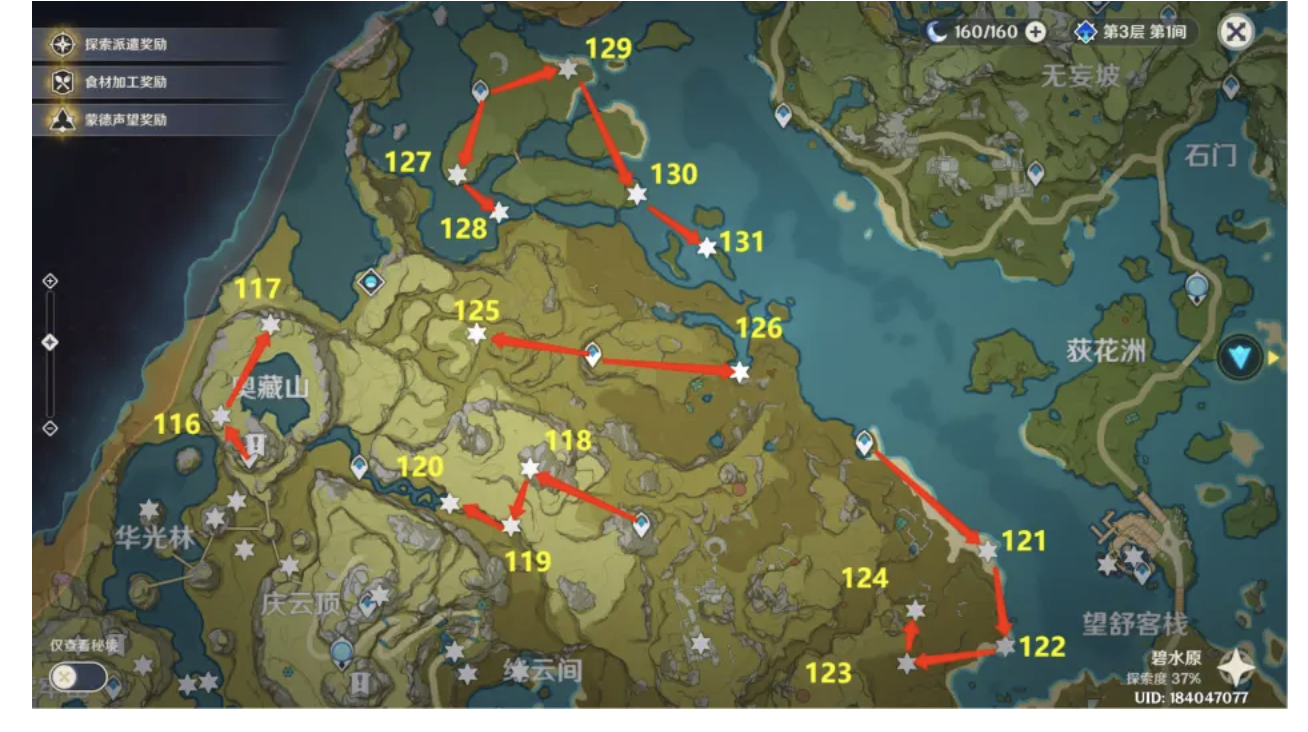 探索派遣奖励
食材加工奖励
蒙德声望奖励
160/160
第3层 第1间
129
无妄坡
石门
127
130
128
131
117
125
126
荻花洲
奥藏山
116
118
120
119
121
华光林
124
庆云顶
望舒客栈
122
仅查看秘境
123
绝云间
碧水原
探索度 37%
UID: 184047077